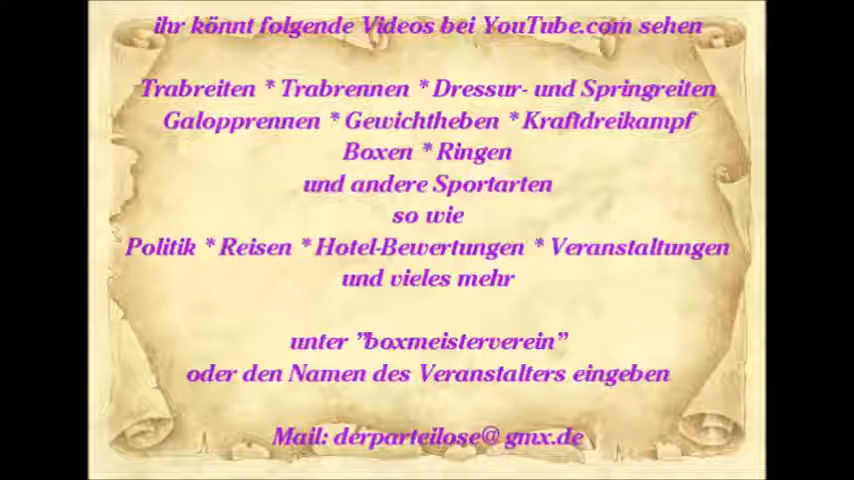 ihr könnt folgende Videos bei YouTube.com sehen
Trabreiten * Trabrennen * Dressur- und Springreiten
Galopprennen * Gewichtheben * Kraftdreikampf
Boxen * Ringen
und andere Sportarten
so wie
Politik * Reisen * Hotel-Bewertungen * Veranstaltungen
und vieles mehr
unter "boxmeisterverein"
oder den Namen des Veranstalters eingeben
Mail: derparteilose@gmx.de